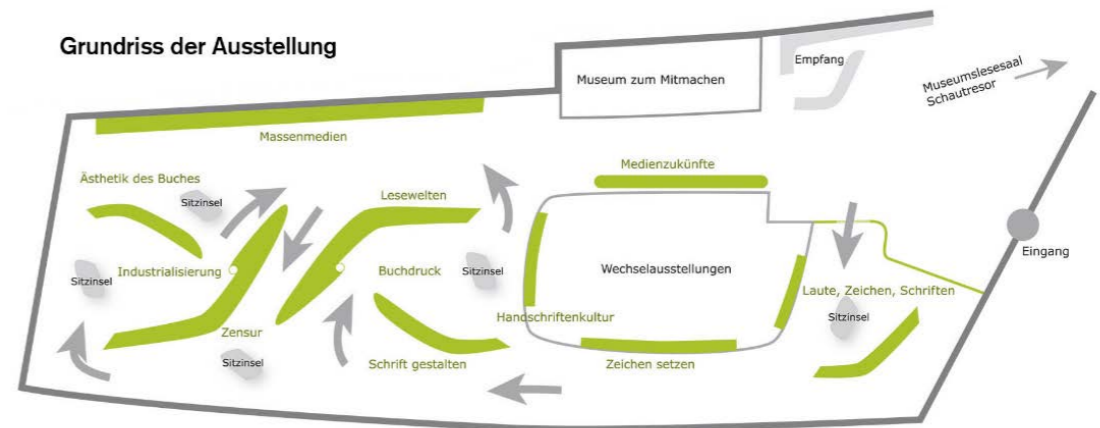 Grundriss der Ausstellung
Museum zum Mitmachen
Empfang
Museumslesesaal
Schautresor
Massenmedien
Medienzukünfte
Ästhetik des Buches
Sitzinsel
Lesewelten
Eingang
Sitzinsel
Industrialisierung
Buchdruck
Sitzinsel
Wechselausstellungen
Laute, Zeichen, Schriften
Handschriftenkultur
Sitzinsel
Zensur
Sitzinsel
Schrift gestalten
Zeichen setzen